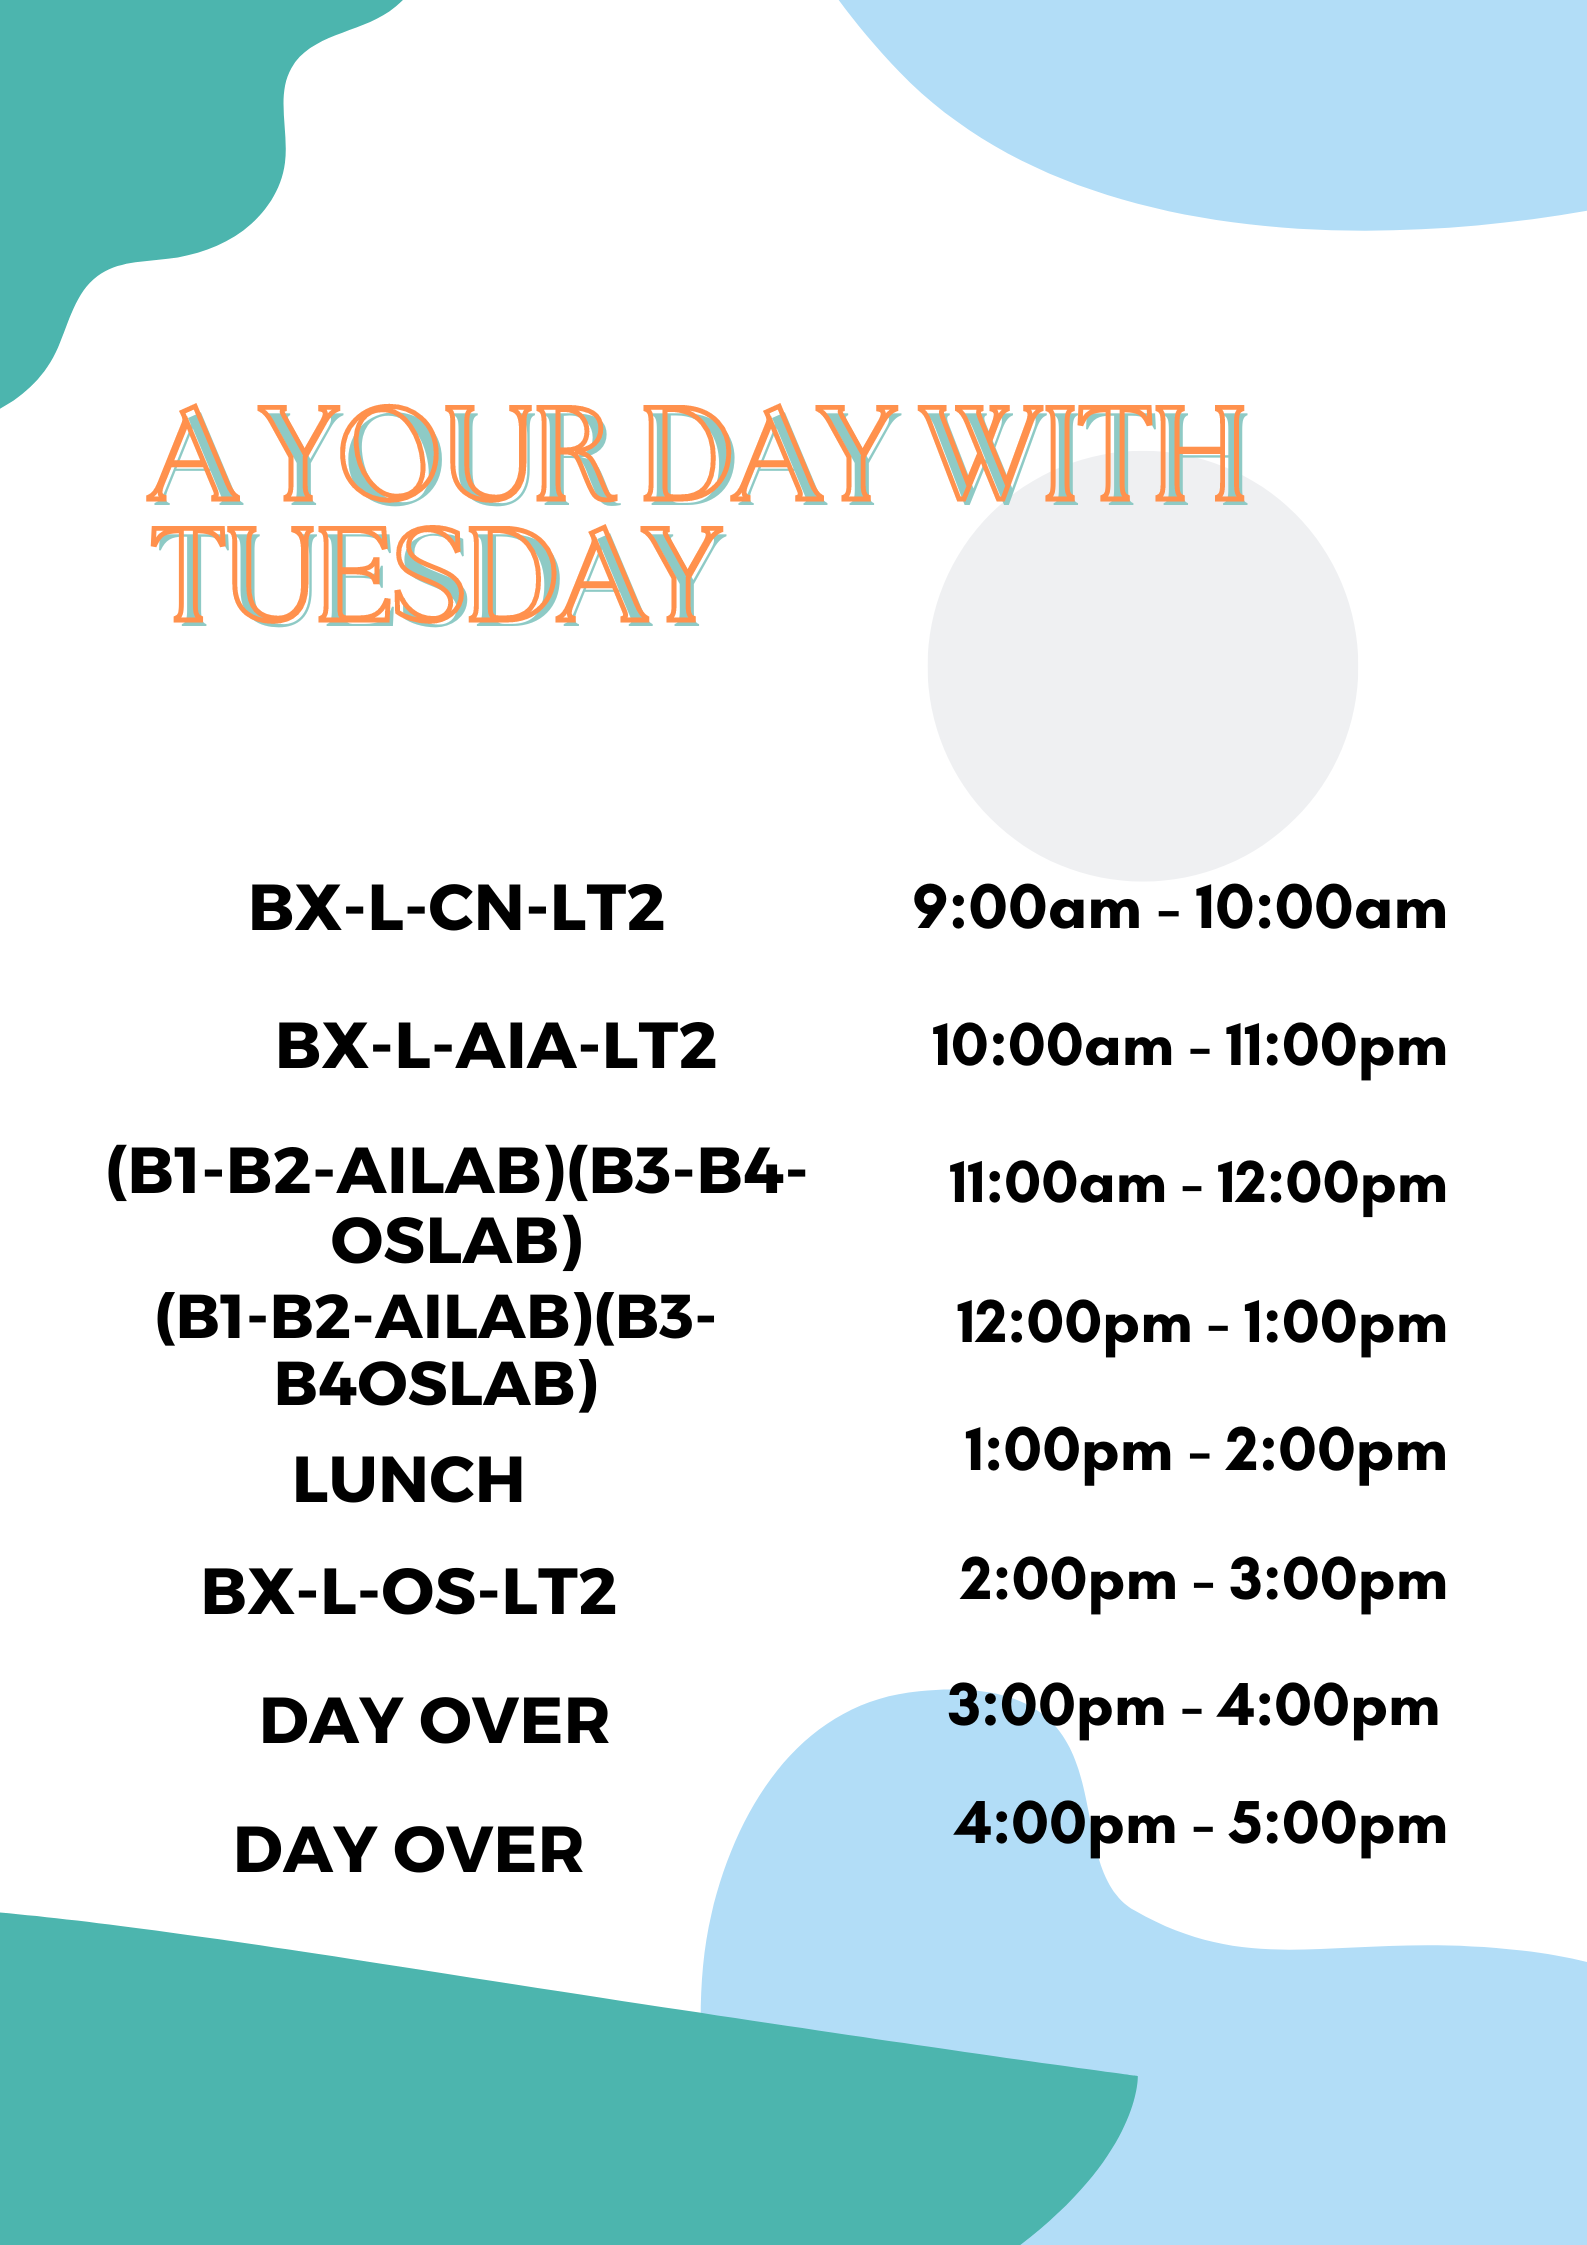 A YOUR DAY WITH
TUESDAY
BX-L-CN-LT2 9:00am - 10:00am
BX-L-AIA-LT2 10:00am - 11:00pm
(B1-B2-AILAB)(B3-B4-
OSLAB) 11:00am - 12:00pm
(B1-B2-AILAB)(B3-
B4OSLAB) 12:00pm - 1:00pm
LUNCH 1:00pm - 2:00pm
BX-L-OS-LT2 2:00pm - 3:00pm
DAY OVER 3:00pm - 4:00pm
DAY OVER 4:00pm - 5:00pm